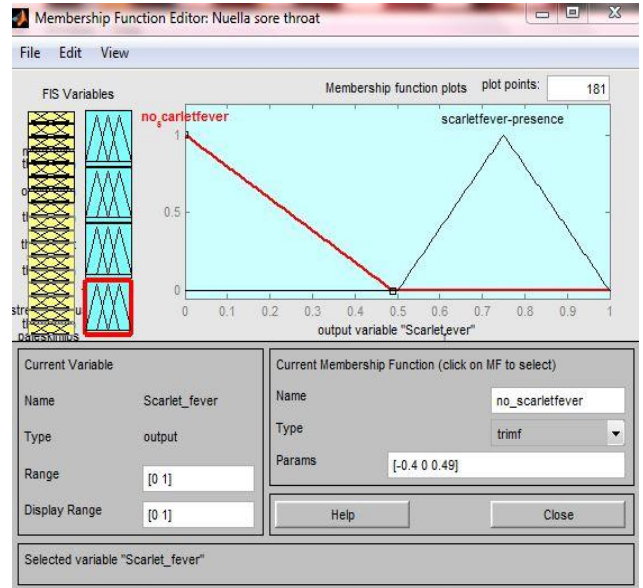 Membership Function Editor: Nuella sore throat
File Edit View
FIS Variables
Membership function plots plot points: 181
no_scarletfever
scarletfever-presence
1
0.5
0
0 0.1 0.2 0.3 0.4 0.5 0.6 0.7 0.8 0.9 1
output variable "Scarlet_fever"
paleskinlips
Current Variable
Name Scarlet_fever
Type output
Range [0 1]
Display Range [0 1]
Current Membership Function (click on MF to select)
Name no_scarletfever
Type trimf
Params [-0.4 0 0.49]
Help Close
Selected variable "Scarlet_fever"